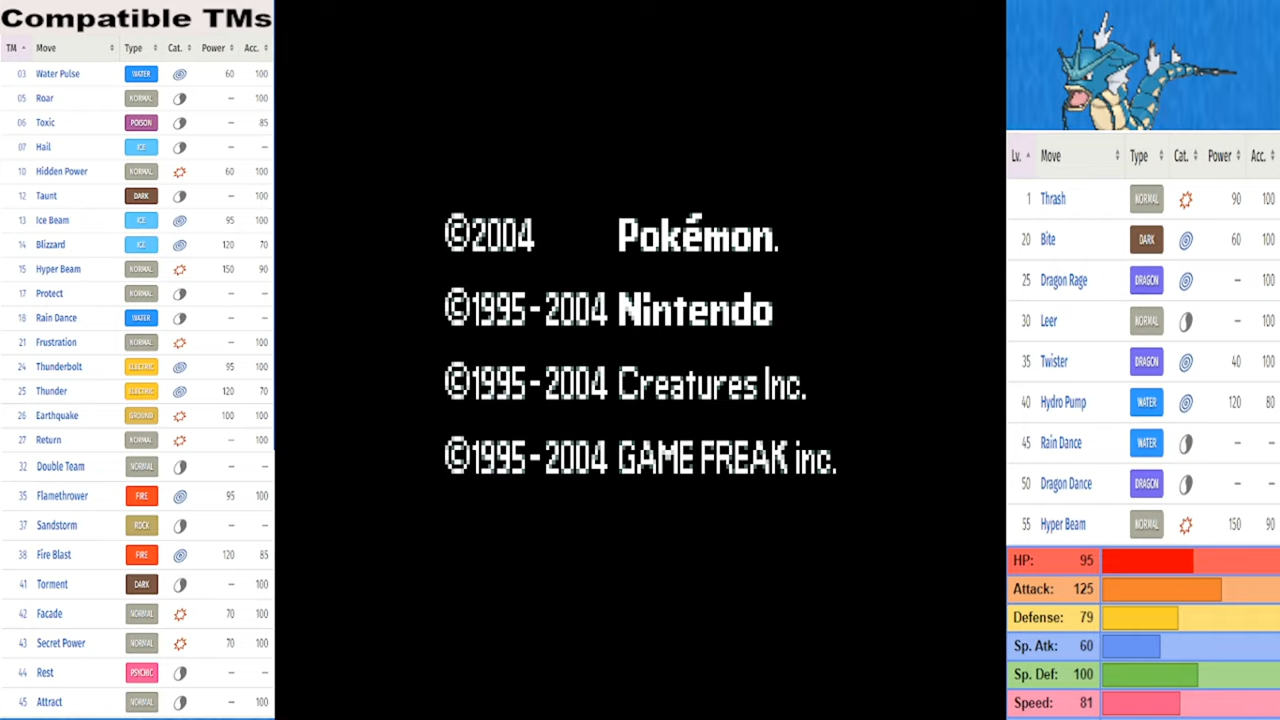 Compatible TMs
TM Move Type Cat. Power Acc.
03 Water Pulse WATER 60 100
05 Roar NORMAL — 100
06 Toxic POISON — 85
07 Hail ICE — —
10 Hidden Power NORMAL 60 100
12 Taunt DARK — 100
13 Ice Beam ICE 95 100
14 Blizzard ICE 120 70
15 Hyper Beam NORMAL 150 90
17 Protect NORMAL — —
18 Rain Dance WATER — —
21 Frustration NORMAL — 100
24 Thunderbolt ELECTRIC 95 100
25 Thunder ELECTRIC 120 70
26 Earthquake GROUND 100 100
27 Return NORMAL — 100
32 Double Team NORMAL — —
35 Flamethrower FIRE 95 100
37 Sandstorm ROCK — —
38 Fire Blast FIRE 120 85
41 Torment DARK — 100
42 Facade NORMAL 70 100
43 Secret Power NORMAL 70 100
44 Rest PSYCHIC — —
45 Attract NORMAL — 100
©2004 Pokémon.
©1995-2004 Nintendo
©1995-2004 Creatures Inc.
©1995-2004 GAME FREAK inc.
Lv. Move Type Cat. Power Acc.
1 Thrash NORMAL 90 100
20 Bite DARK 60 100
25 Dragon Rage DRAGON — 100
30 Leer NORMAL — 100
35 Twister DRAGON 40 100
40 Hydro Pump WATER 120 80
45 Rain Dance WATER — —
50 Dragon Dance DRAGON — —
55 Hyper Beam NORMAL 150 90
HP: 95
Attack: 125
Defense: 79
Sp. Atk: 60
Sp. Def: 100
Speed: 81